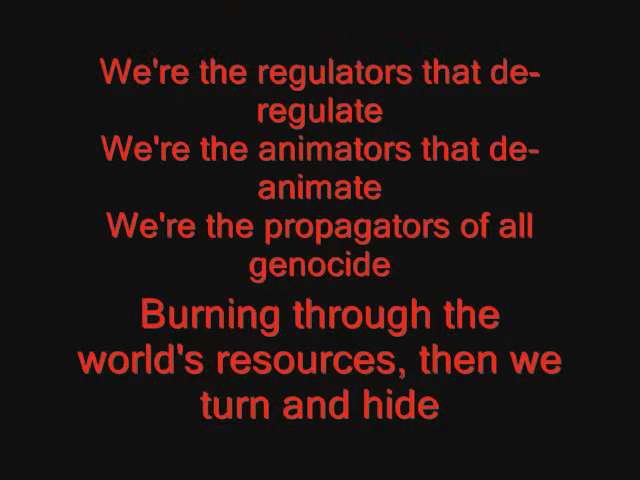 We're the regulators that de-
regulate
We're the animators that de-
animate
We're the propagators of all
genocide
Burning through the
world's resources, then we
turn and hide